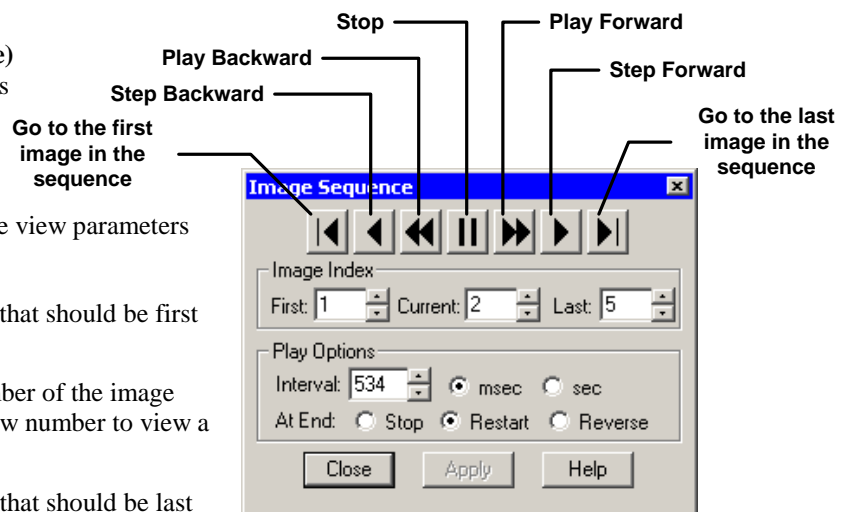 Stop
Play Forward
e)
Play Backward
Step Forward
s
Step Backward
Go to the first
image in the
sequence
Go to the last
image in the
sequence
Image Sequence
e view parameters
Image Index
First: 1 Current: 2 Last: 5
that should be first
Play Options
Interval: 534 msec sec
ber of the image
At End: Stop Restart Reverse
w number to view a
Close Apply Help
that should be last